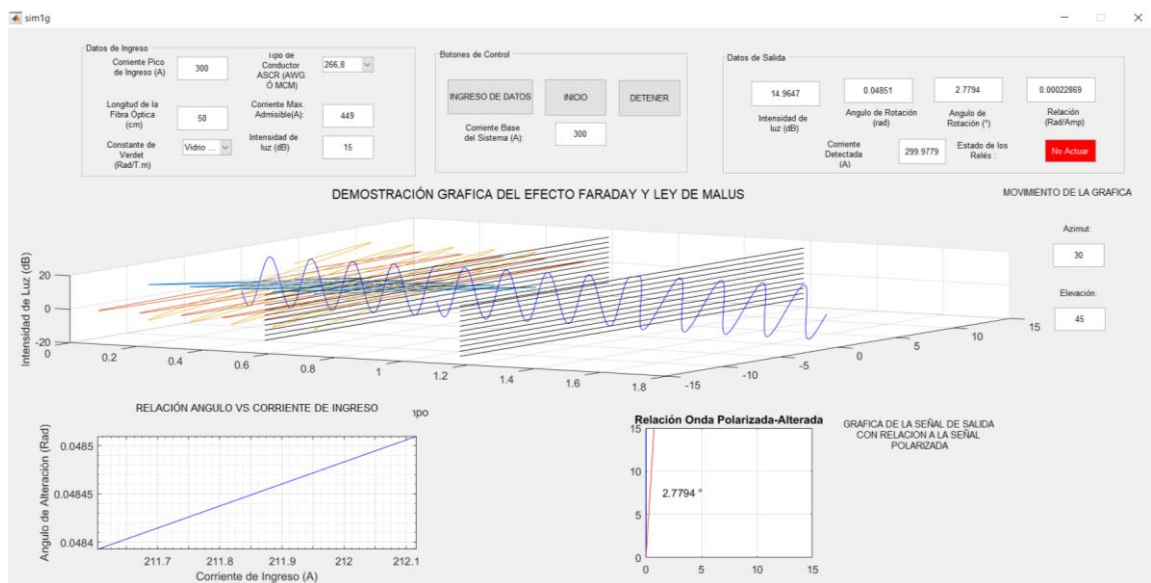 sim1g
Datos de Ingreso
Corriente Pico
de Ingreso (A)
300
Tipo de
Conductor
ASCR (AWG
Ó MCM)
266,8
Longitud de la
Fibra Óptica
(cm)
50
Corriente Max.
Admisible(A):
449
Constante de
Verdet
(Rad/T.m)
Vidrio ...
Intensidad de
luz (dB)
15
Botones de Control
INGRESO DE DATOS
INICIO
DETENER
Corriente Base
del Sistema (A):
300
Datos de Salida
14.9647
0.04851
2.7794
0.00022869
Intensidad de
luz (dB)
Angulo de Rotación
(rad)
Angulo de
Rotación (°)
Relación
(Rad/Amp)
Corriente
Detectada
(A)
299.9779
Estado de los
Relés :
No Actuar
DEMOSTRACIÓN GRAFICA DEL EFECTO FARADAY Y LEY DE MALUS
MOVIMIENTO DE LA GRAFICA
Azimut:
30
Elevación:
45
Intensidad de Luz (dB)
20
0
-20
0
0.2
0.4
0.6
0.8
1
1.2
1.4
1.6
1.8
-15
-10
-5
0
5
10
15
RELACIÓN ANGULO VS CORRIENTE DE INGRESO
mpo
Angulo de Alteración (Rad)
0.0485
0.04845
0.0484
211.7
211.8
211.9
212
212.1
Corriente de Ingreso (A)
Relación Onda Polarizada-Alterada
15
10
5
0
2.7794 °
0
5
10
15
GRAFICA DE LA SEÑAL DE SALIDA
CON RELACION A LA SEÑAL
POLARIZADA